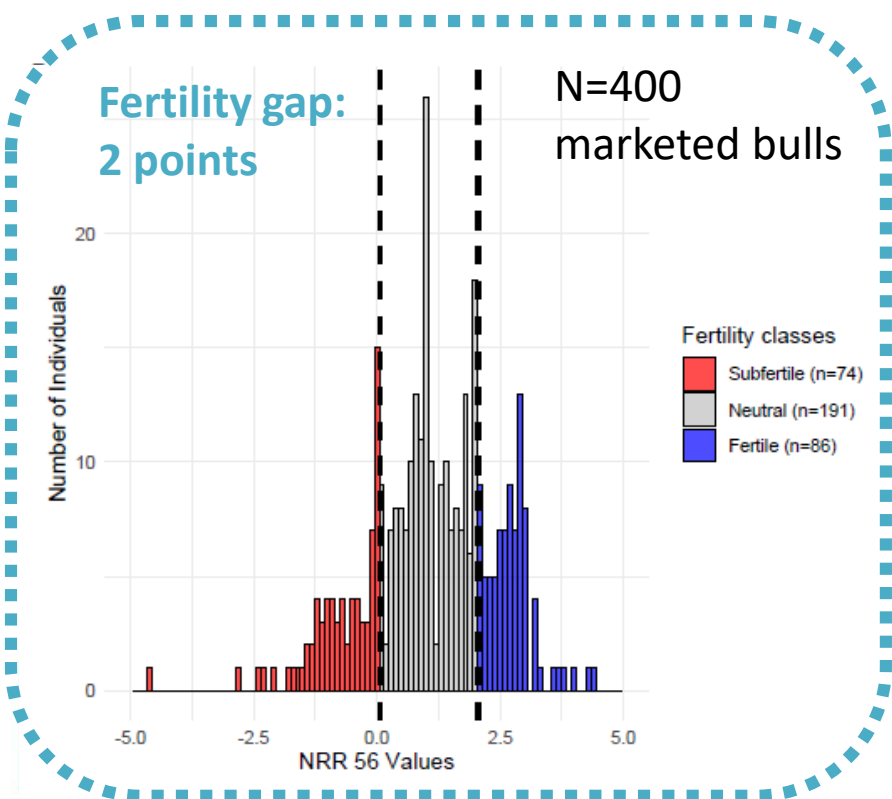 Fertility gap:
2 points
N=400
marketed bulls
20
10
0
Number of Individuals
-5.0
-2.5
0.0
2.5
5.0
NRR 56 Values
Fertility classes
Subfertile (n=74)
Neutral (n=191)
Fertile (n=86)